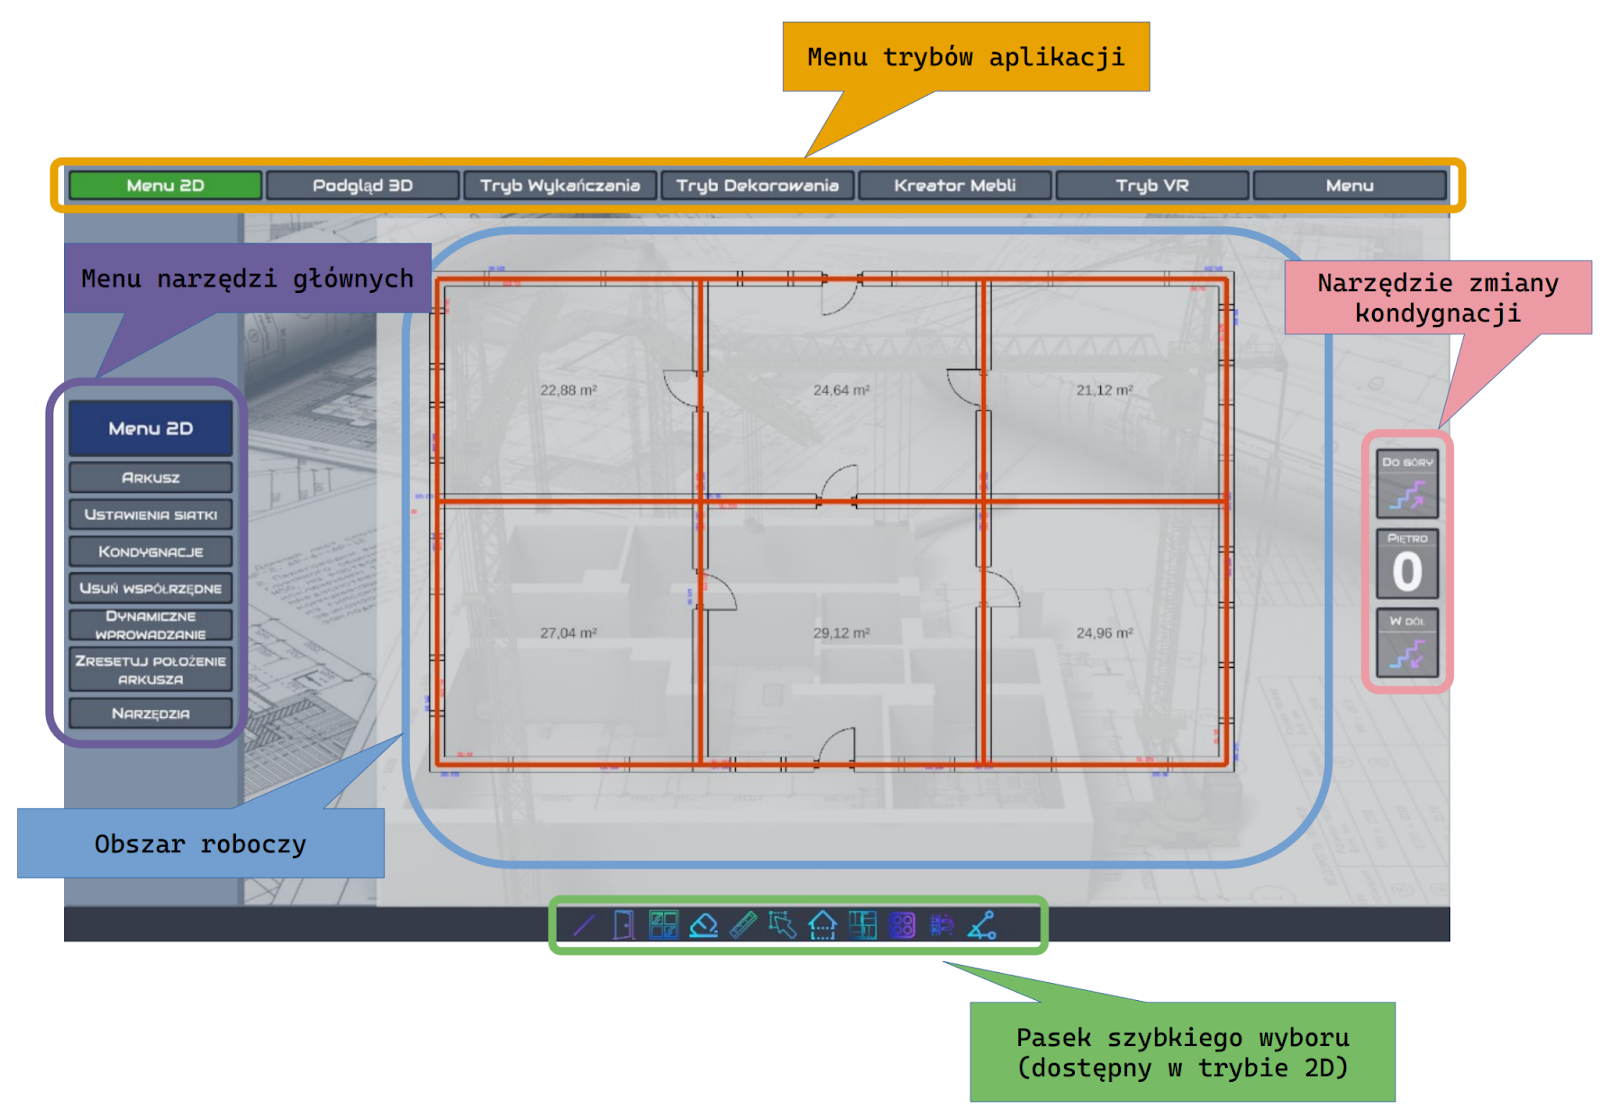 Menu trybów aplikacji
Menu 2D
Podgląd 3D
Tryb Wykańczania
Tryb Dekorowania
Kreator Mebli
Tryb VR
Menu
Menu narzędzi głównych
Narzędzie zmiany
kondygnacji
Menu 2D
Arkusz
Ustawienia siatki
Kondygnacje
Usuń współrzędne
Dynamiczne
wprowadzanie
Zresetuj położenie
arkusza
Narzędzia
22,88 m²
24,64 m²
21,12 m²
27,04 m²
29,12 m²
24,96 m²
Do góry
Piętro
0
W dół
Obszar roboczy
Pasek szybkiego wyboru
(dostępny w trybie 2D)